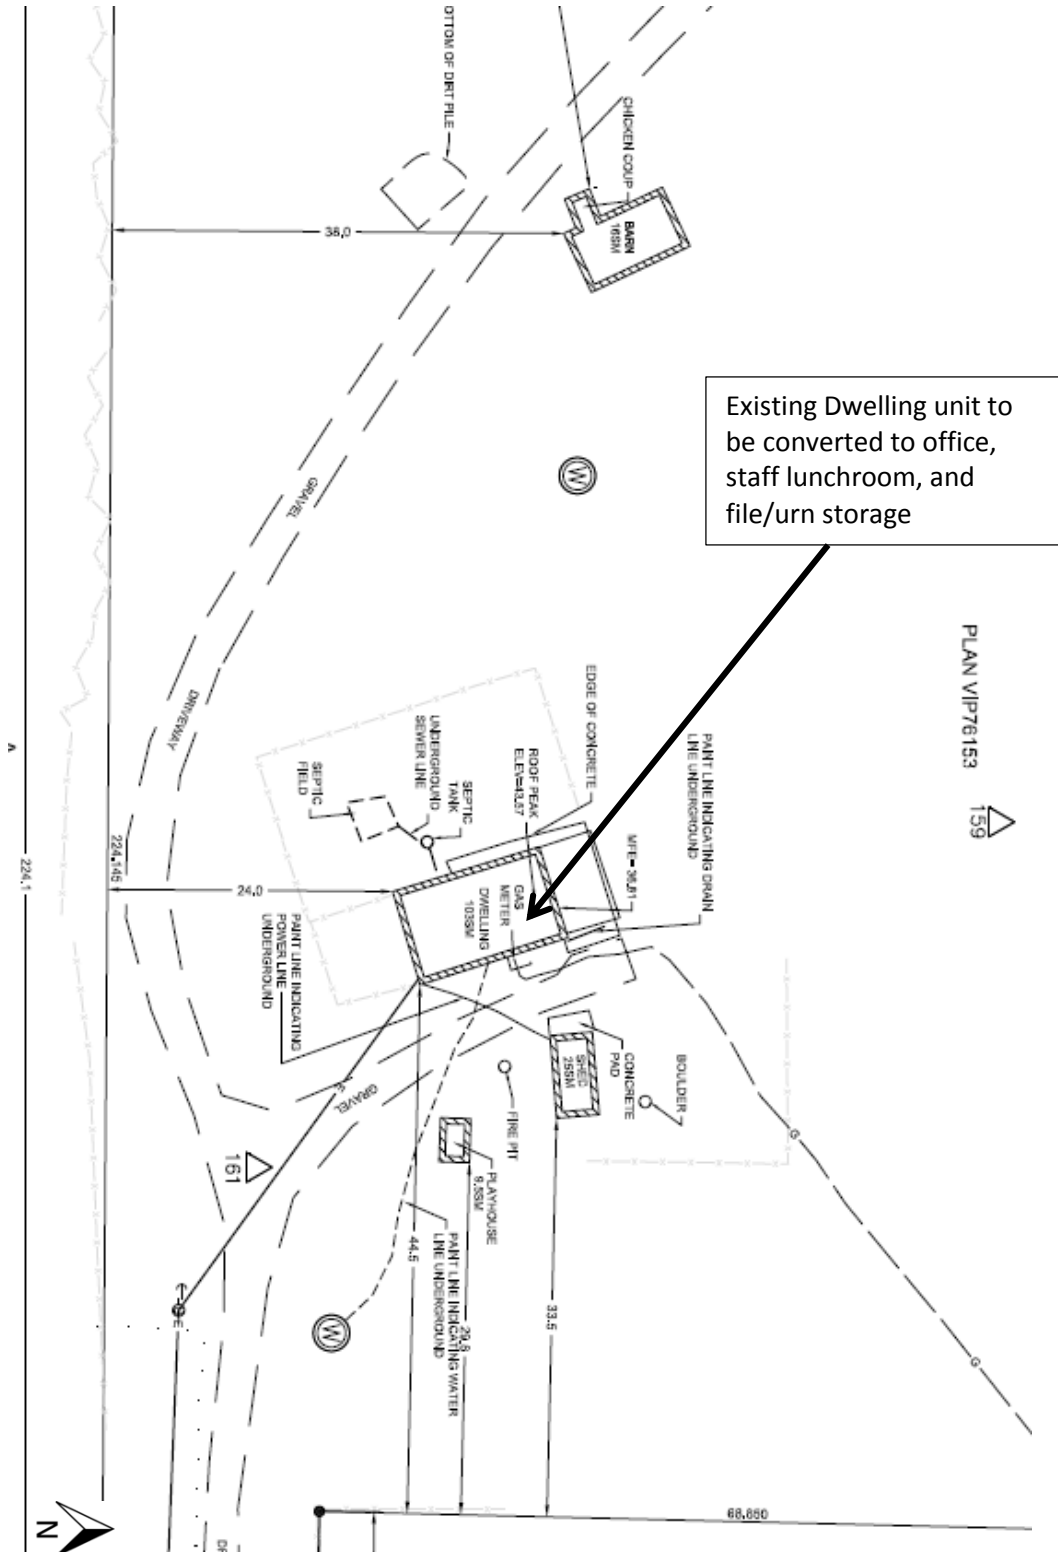 OTTOM OF DIRT PILE
CHICKEN COUP
BARN
16SM
38.0
GRAVEL
Existing Dwelling unit to
be converted to office,
staff lunchroom, and
file/urn storage
W
PLAN VIP76153
159
DRIVEWAY
EDGE OF CONCRETE
ROOF PEAK
ELEV=43.57
PAINT LINE INDICATING DRAIN
LINE UNDERGROUND
MFE=36.81
UNDERGROUND
SEWER LINE
SEPTIC
TANK
SEPTIC
FIELD
224.145
224.1
24.0
GAS
METER
DWELLING
103SM
PAINT LINE INDICATING
POWER LINE
UNDERGROUND
SHED
25SM
CONCRETE
PAD
BOULDER
FIRE PIT
GRAVEL
PLAYHOUSE
9.5SM
161
E
G
PAINT LINE INDICATING WATER
LINE UNDERGROUND
44.5
29.6
33.5
W
E
G
68.650
N